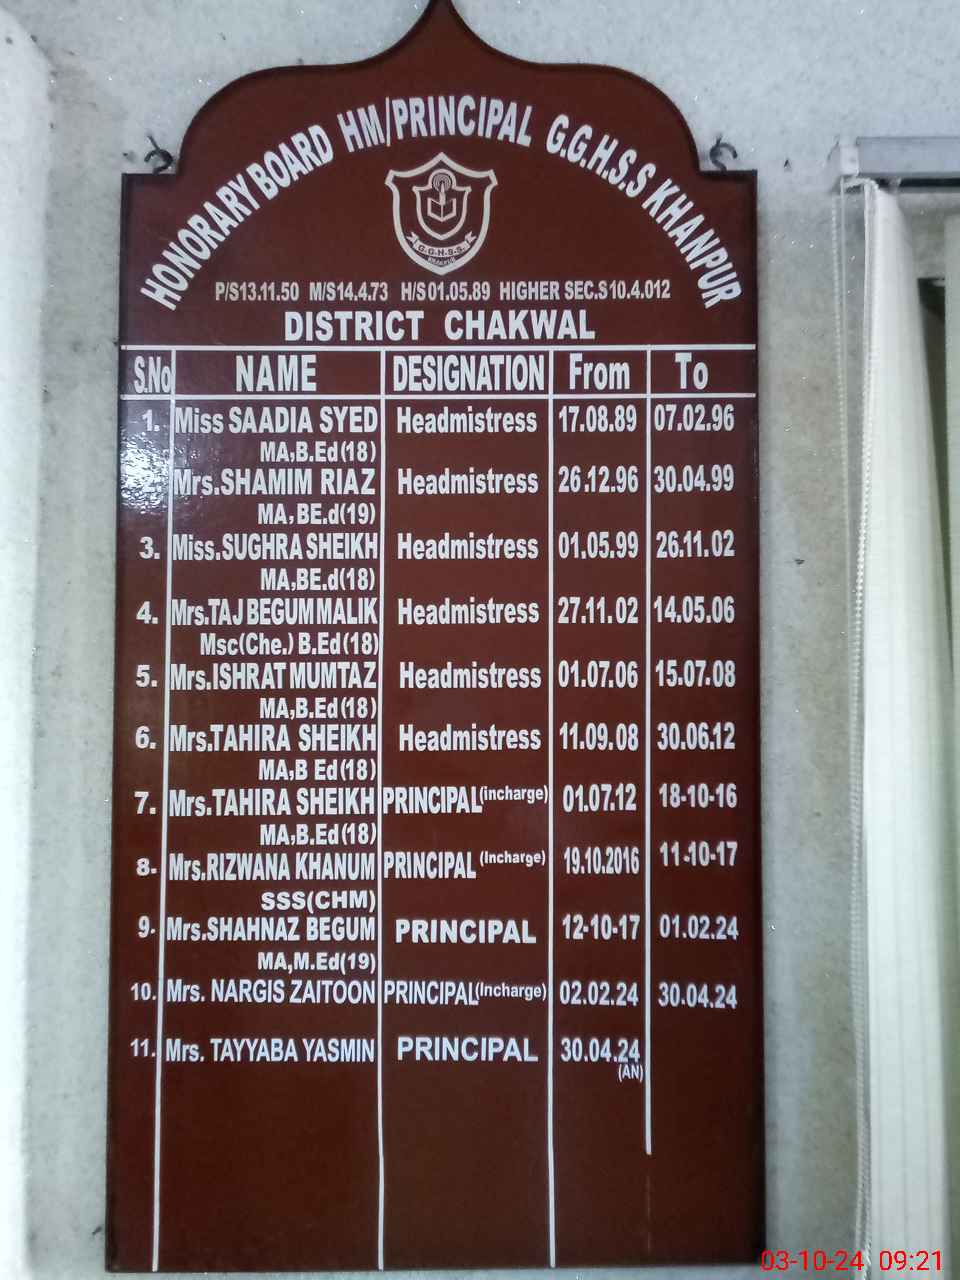 HONORARY BOARD HM/PRINCIPAL G.G.H.S.S KHANPUR
G-G-H-S-S
KHANPUR
P/S13.11.50 M/S14.4.73 H/S01.05.89 HIGHER SEC.S10.4.012
DISTRICT CHAKWAL
S.No NAME DESIGNATION From To
1. Miss SAADIA SYED Headmistress 17.08.89 07.02.96
MA,B.Ed(18)
2. Mrs.SHAMIM RIAZ Headmistress 26.12.96 30.04.99
MA,BE.d(19)
3. Miss.SUGHRA SHEIKH Headmistress 01.05.99 26.11.02
MA,BE.d(18)
4. Mrs.TAJ BEGUM MALIK Headmistress 27.11.02 14.05.06
Msc(Che.) B.Ed(18)
5. Mrs.ISHRAT MUMTAZ Headmistress 01.07.06 15.07.08
MA,B.Ed(18)
6. Mrs.TAHIRA SHEIKH Headmistress 11.09.08 30.06.12
MA,B Ed(18)
7. Mrs.TAHIRA SHEIKH PRINCIPAL(incharge) 01.07.12 18-10-16
MA,B.Ed(18)
8. Mrs.RIZWANA KHANUM PRINCIPAL (Incharge) 19.10.2016 11-10-17
SSS(CHM)
9. Mrs.SHAHNAZ BEGUM PRINCIPAL 12-10-17 01.02.24
MA,M.Ed(19)
10. Mrs. NARGIS ZAITOON PRINCIPAL(Incharge) 02.02.24 30.04.24
11. Mrs. TAYYABA YASMIN PRINCIPAL 30.04.24
(AN)
03-10-24 09:21